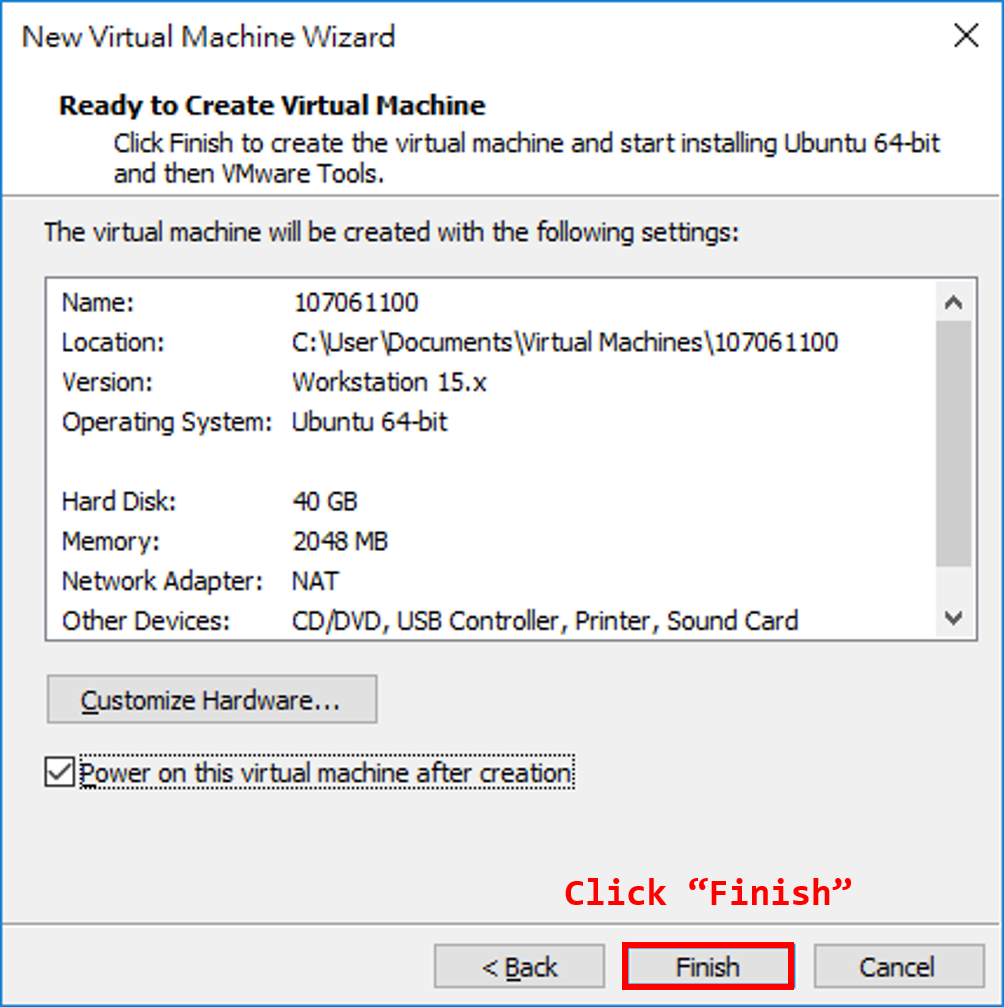 New Virtual Machine Wizard
Ready to Create Virtual Machine
Click Finish to create the virtual machine and start installing Ubuntu 64-bit
and then VMware Tools.
The virtual machine will be created with the following settings:
Name: 107061100
Location: C:\User\Documents\Virtual Machines\107061100
Version: Workstation 15.x
Operating System: Ubuntu 64-bit
Hard Disk: 40 GB
Memory: 2048 MB
Network Adapter: NAT
Other Devices: CD/DVD, USB Controller, Printer, Sound Card
Customize Hardware...
Power on this virtual machine after creation
Click “Finish”
< Back Finish Cancel